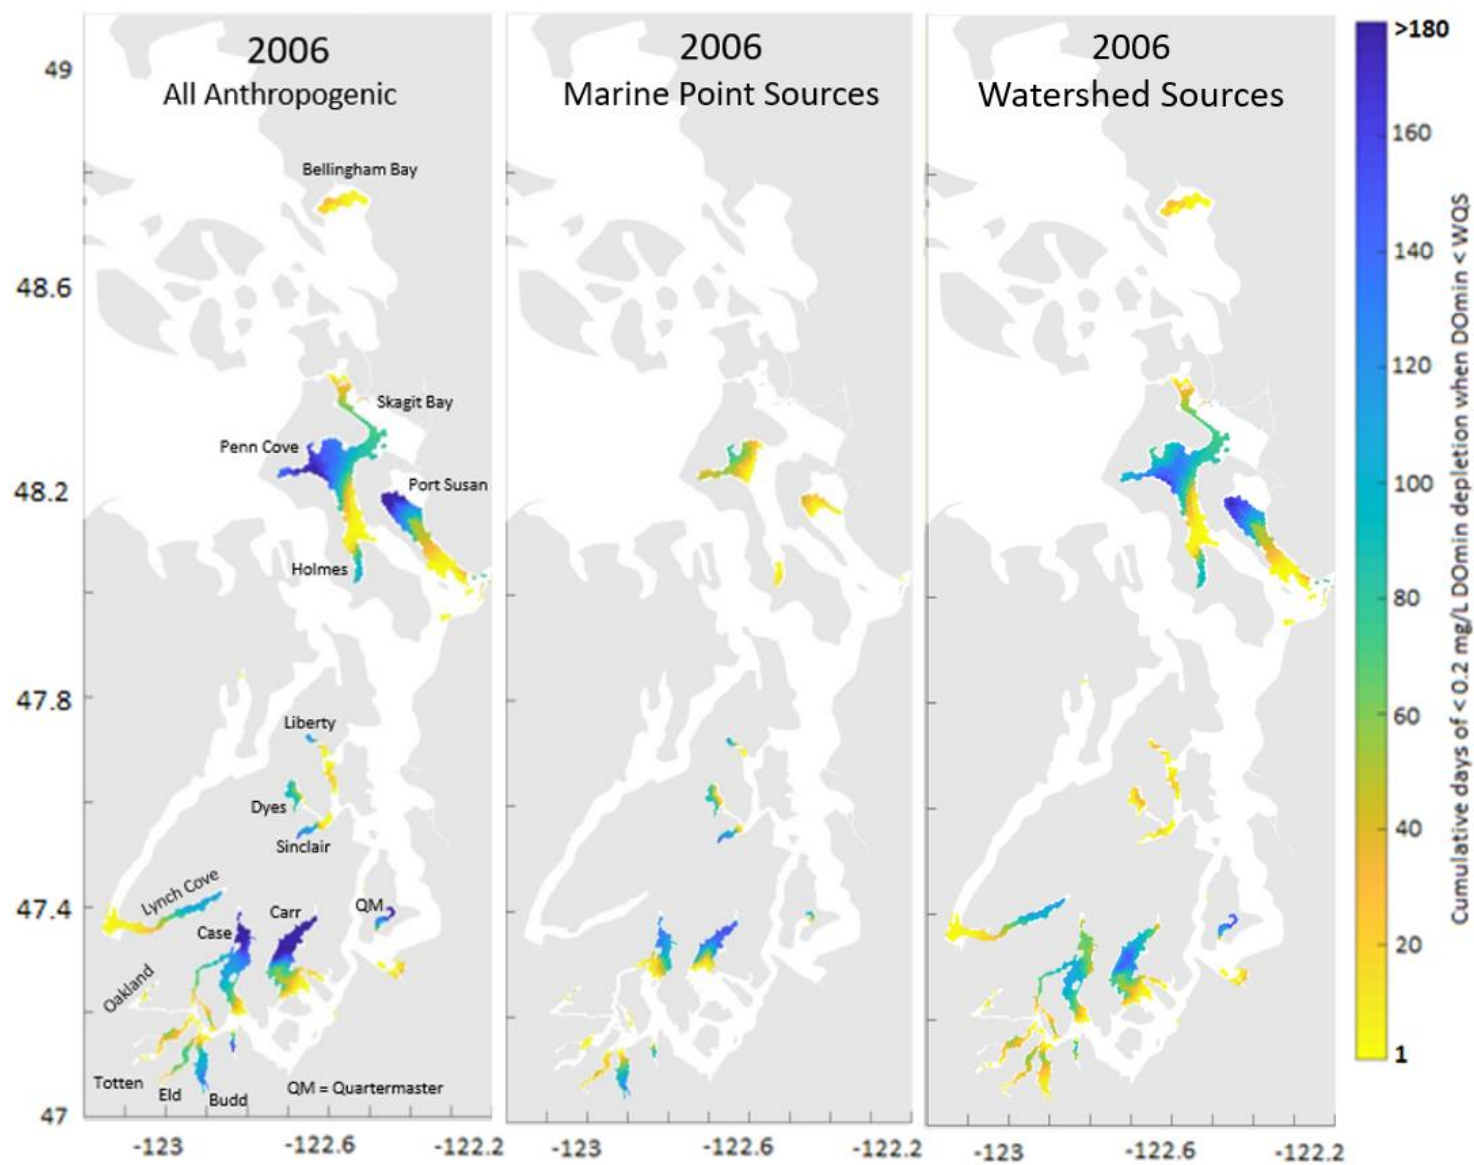 2006
All Anthropogenic
2006
Marine Point Sources
2006
Watershed Sources
49
48.6
48.2
47.8
47.4
47
Bellingham Bay
Skagit Bay
Penn Cove
Port Susan
Holmes
Liberty
Dyes
Sinclair
Lynch Cove
Carr
QM
Case
Oakland
Totten
Eld
Budd
QM = Quartermaster
-123
-122.6
-122.2
-123
-122.6
-122.2
-123
-122.6
-122.2
>180
160
140
120
100
80
60
40
20
1
Cumulative days of < 0.2 mg/L DOmin depletion when DOmin < WQS